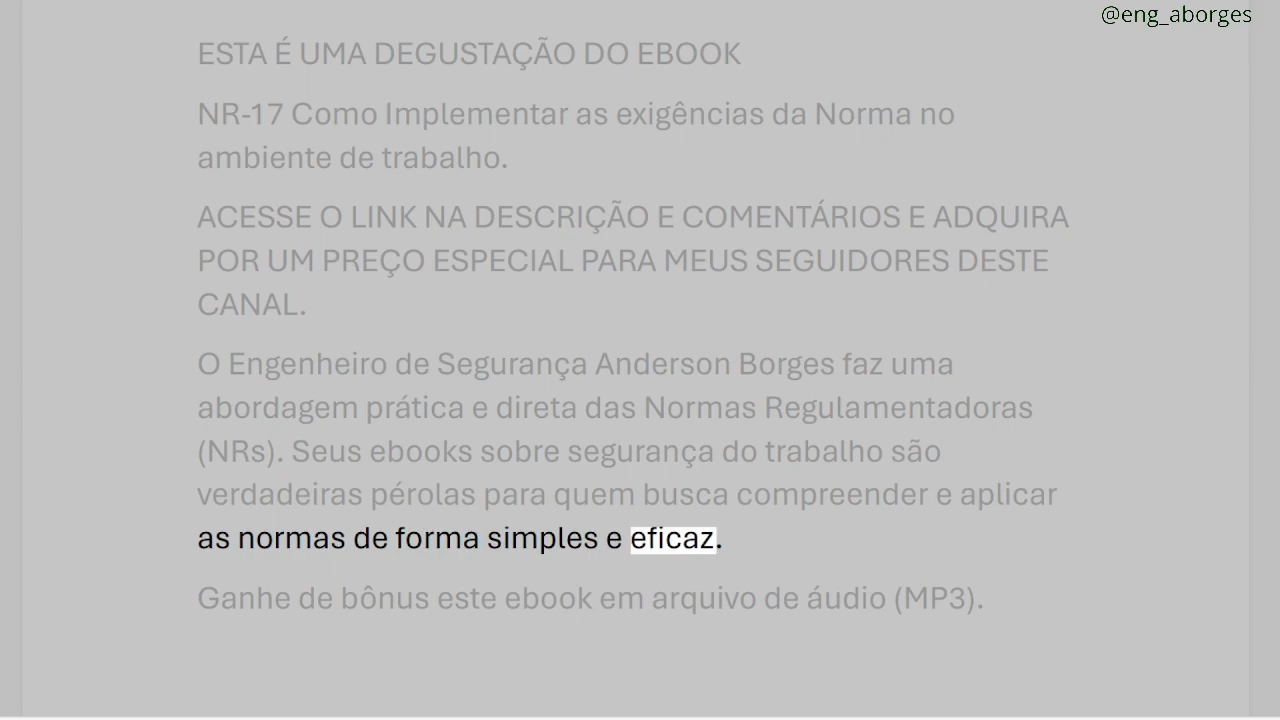 @eng_aborges
ESTA É UMA DEGUSTAÇÃO DO EBOOK
NR-17 Como Implementar as exigências da Norma no
ambiente de trabalho.
ACESSE O LINK NA DESCRIÇÃO E COMENTÁRIOS E ADQUIRA
POR UM PREÇO ESPECIAL PARA MEUS SEGUIDORES DESTE
CANAL.
O Engenheiro de Segurança Anderson Borges faz uma
abordagem prática e direta das Normas Regulamentadoras
(NRs). Seus ebooks sobre segurança do trabalho são
verdadeiras pérolas para quem busca compreender e aplicar
as normas de forma simples e eficaz.
Ganhe de bônus este ebook em arquivo de áudio (MP3).